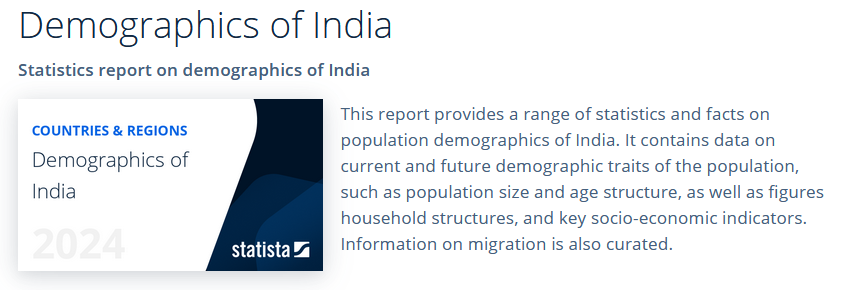 Demographics of India
Statistics report on demographics of India
COUNTRIES & REGIONS
Demographics of
India
2024
statista
This report provides a range of statistics and facts on
population demographics of India. It contains data on
current and future demographic traits of the population,
such as population size and age structure, as well as figures
household structures, and key socio-economic indicators.
Information on migration is also curated.